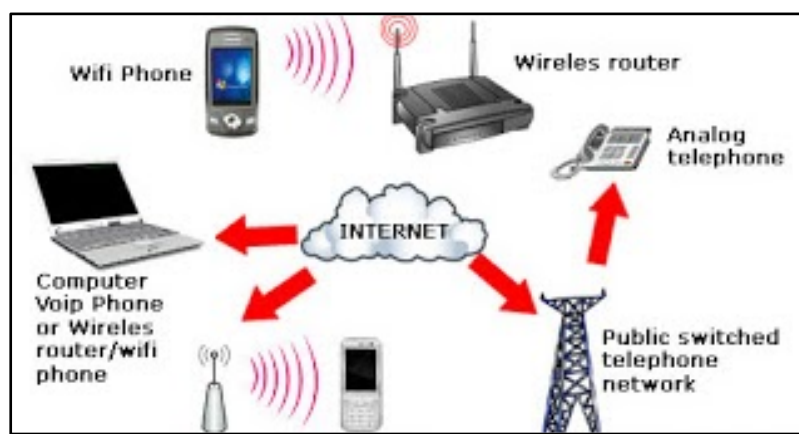 Wifi Phone
Wireles router
Analog
telephone
INTERNET
Computer
Voip Phone
or Wireles
router/wifi
phone
Public switched
telephone
network